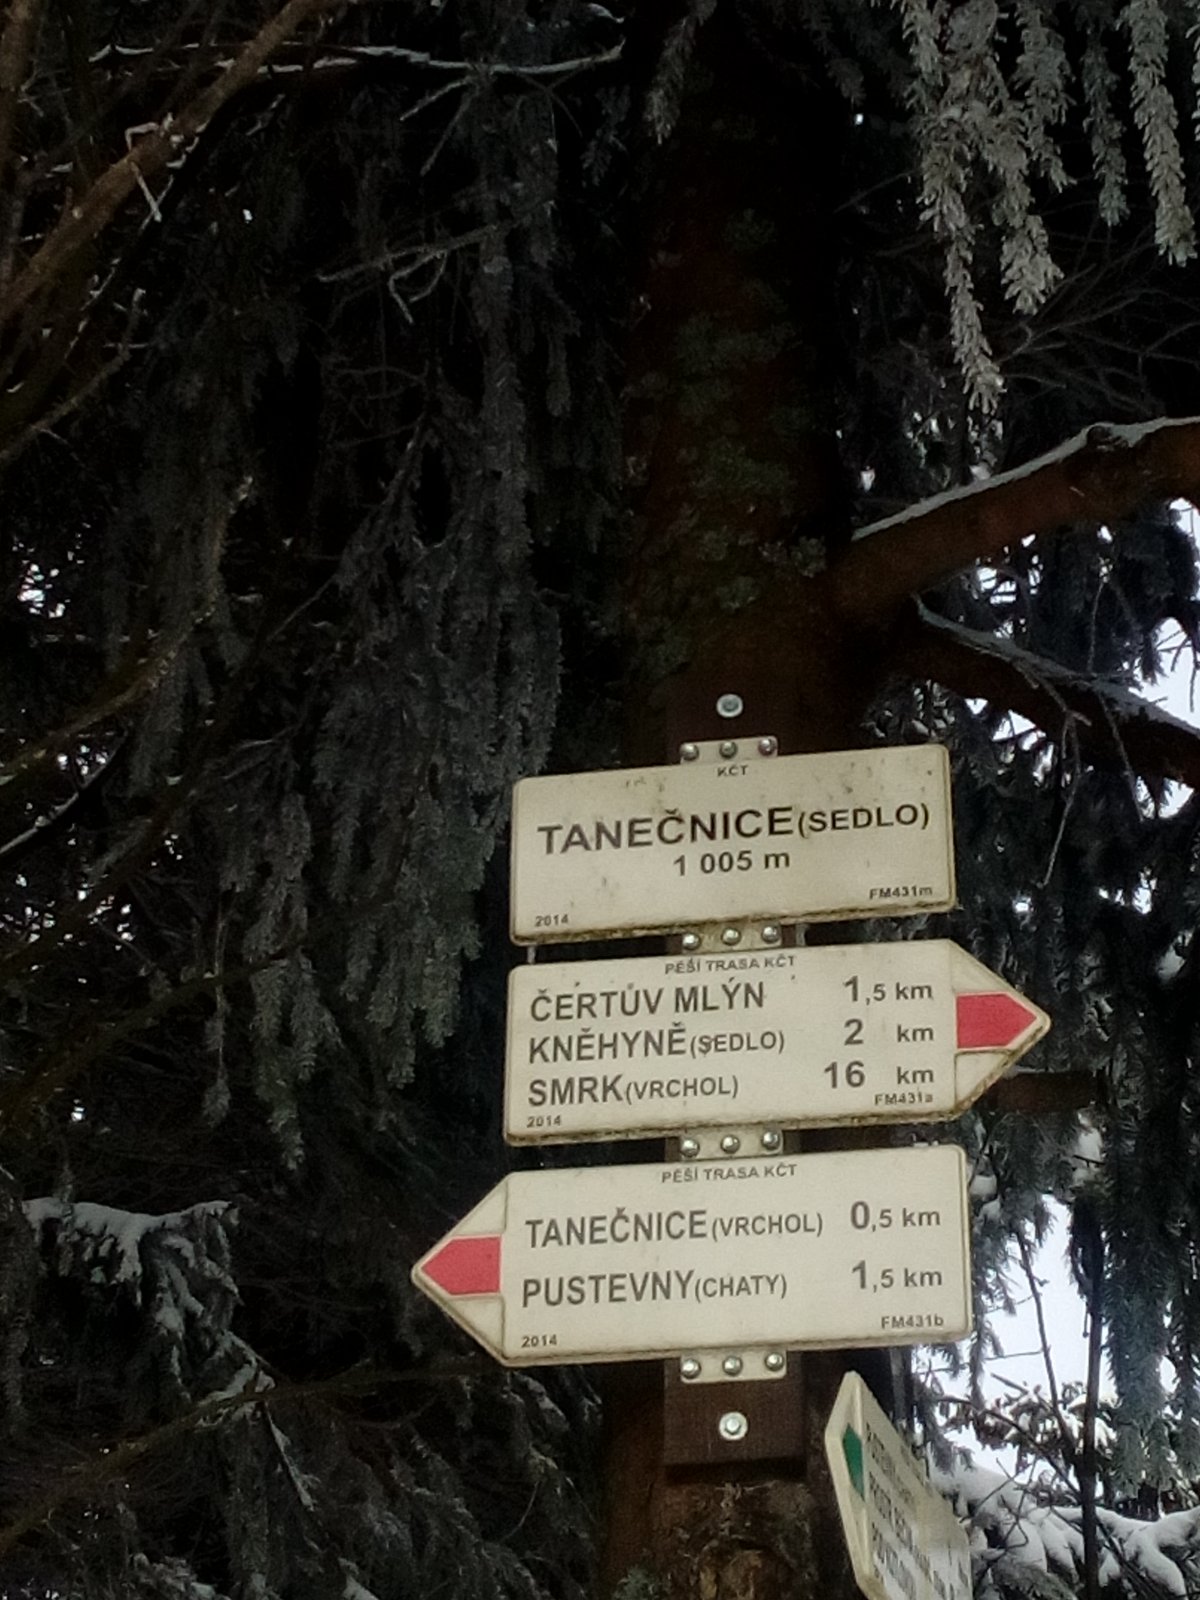 KČT
TANEČNICE(SEDLO)
1 005 m
2014 FM431m
PĚŠÍ TRASA KČT
ČERTŮV MLÝN 1,5 km
KNĚHYNĚ(SEDLO) 2 km
SMRK(VRCHOL) 16 km
2014 FM431a
PĚŠÍ TRASA KČT
TANEČNICE(VRCHOL) 0,5 km
PUSTEVNY(CHATY) 1,5 km
2014 FM431b